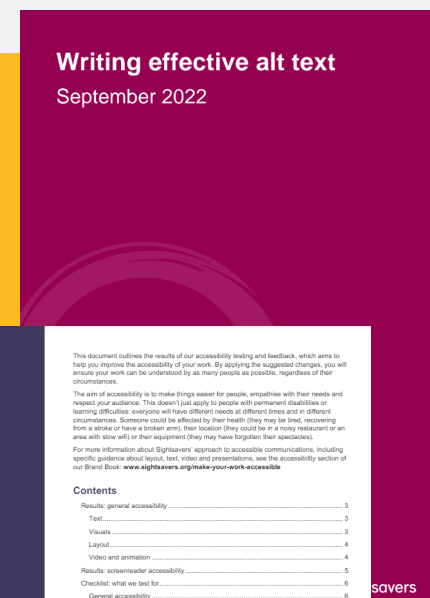 Writing effective alt text
September 2022
This document outlines the results of our accessibility testing and feedback, which aims to
help you improve the accessibility of your work. By applying the suggested changes, you will
ensure your work can be understood by as many people as possible, regardless of their
circumstances.
The aim of accessibility is to make things easier for people, empathise with their needs and
respect your audience. This doesn't just apply to people with permanent disabilities or
learning difficulties: everyone will have different needs at different times and in different
circumstances. Someone could be affected by their health (they may be tired, recovering
from a stroke or have a broken arm), their location (they could be in a noisy restaurant or an
area with slow wifi) or their equipment (they may have forgotten their spectacles).
For more information about Sightsavers' approach to accessible communications, including
specific guidance about layout, text, video and presentations, see the accessibility section of
our Brand Book: www.sightsavers.org/make-your-work-accessible
Contents
Results: general accessibility 3
Text 3
Visuals 3
Layout 4
Video and animation 4
Results: screenreader accessibility 5
Checklist: what we test for 6
General accessibility 6
savers